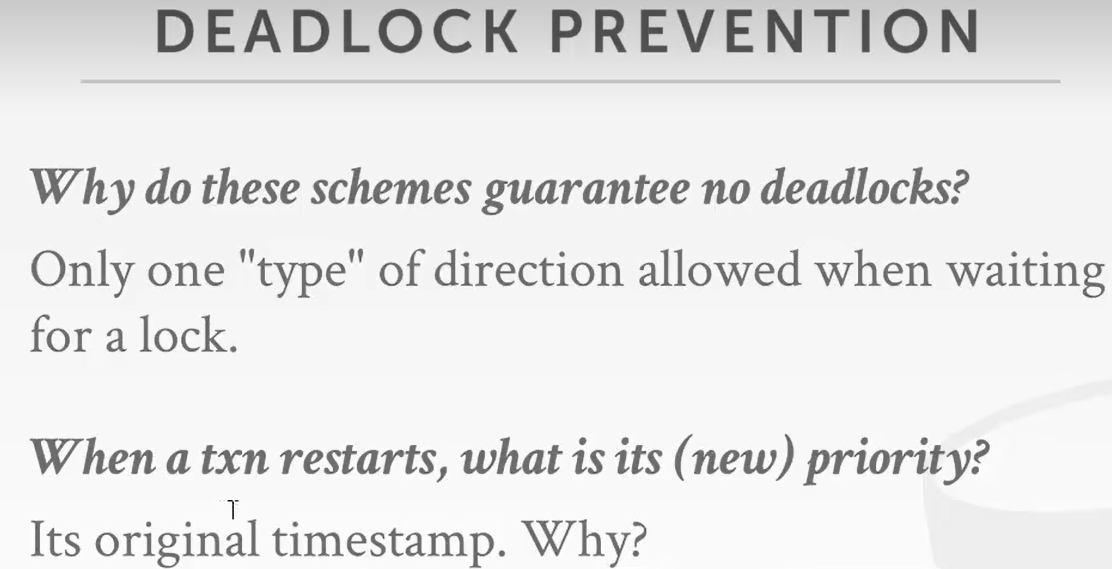 DEADLOCK PREVENTION
Why do these schemes guarantee no deadlocks?
Only one "type" of direction allowed when waiting
for a lock.
When a txn restarts, what is its (new) priority?
Its original timestamp. Why?